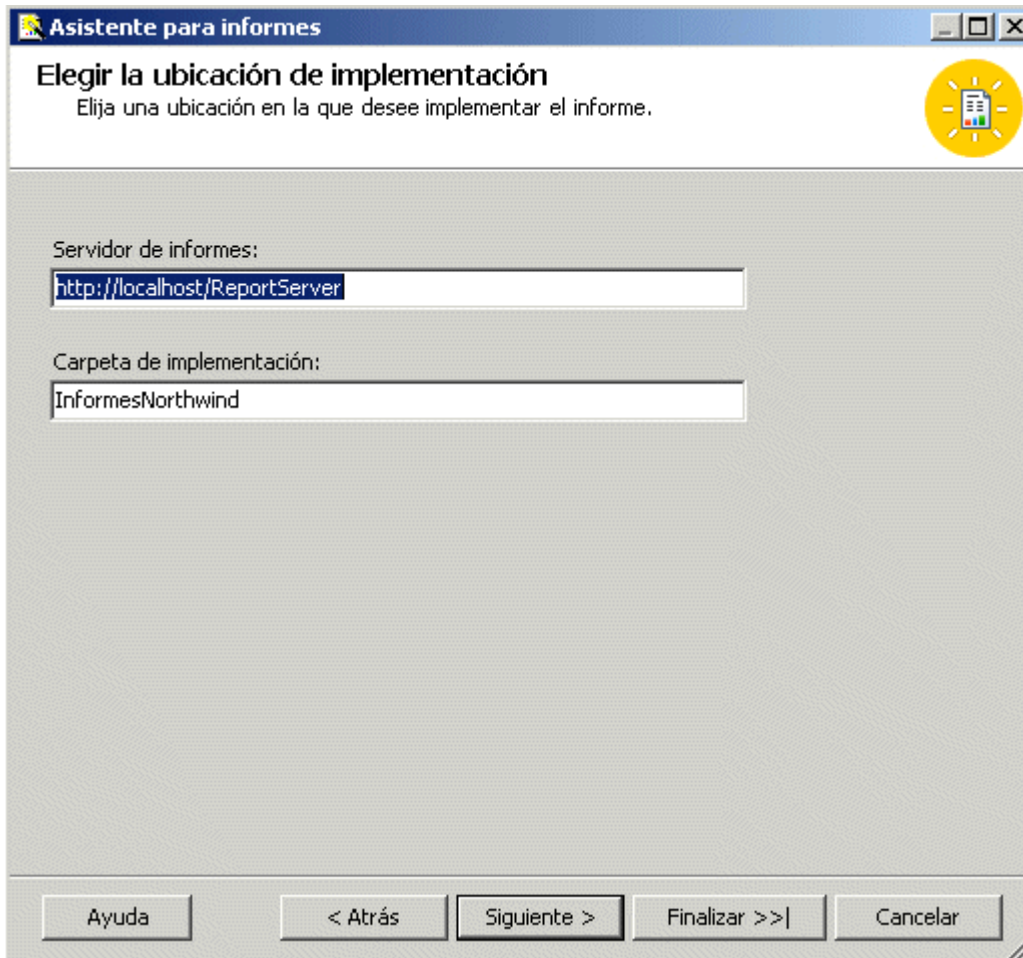 Asistente para informes
Elegir la ubicación de implementación
Elija una ubicación en la que desee implementar el informe.
Servidor de informes:
http://localhost/ReportServer
Carpeta de implementación:
InformesNorthwind
Ayuda
< Atrás
Siguiente >
Finalizar >>|
Cancelar